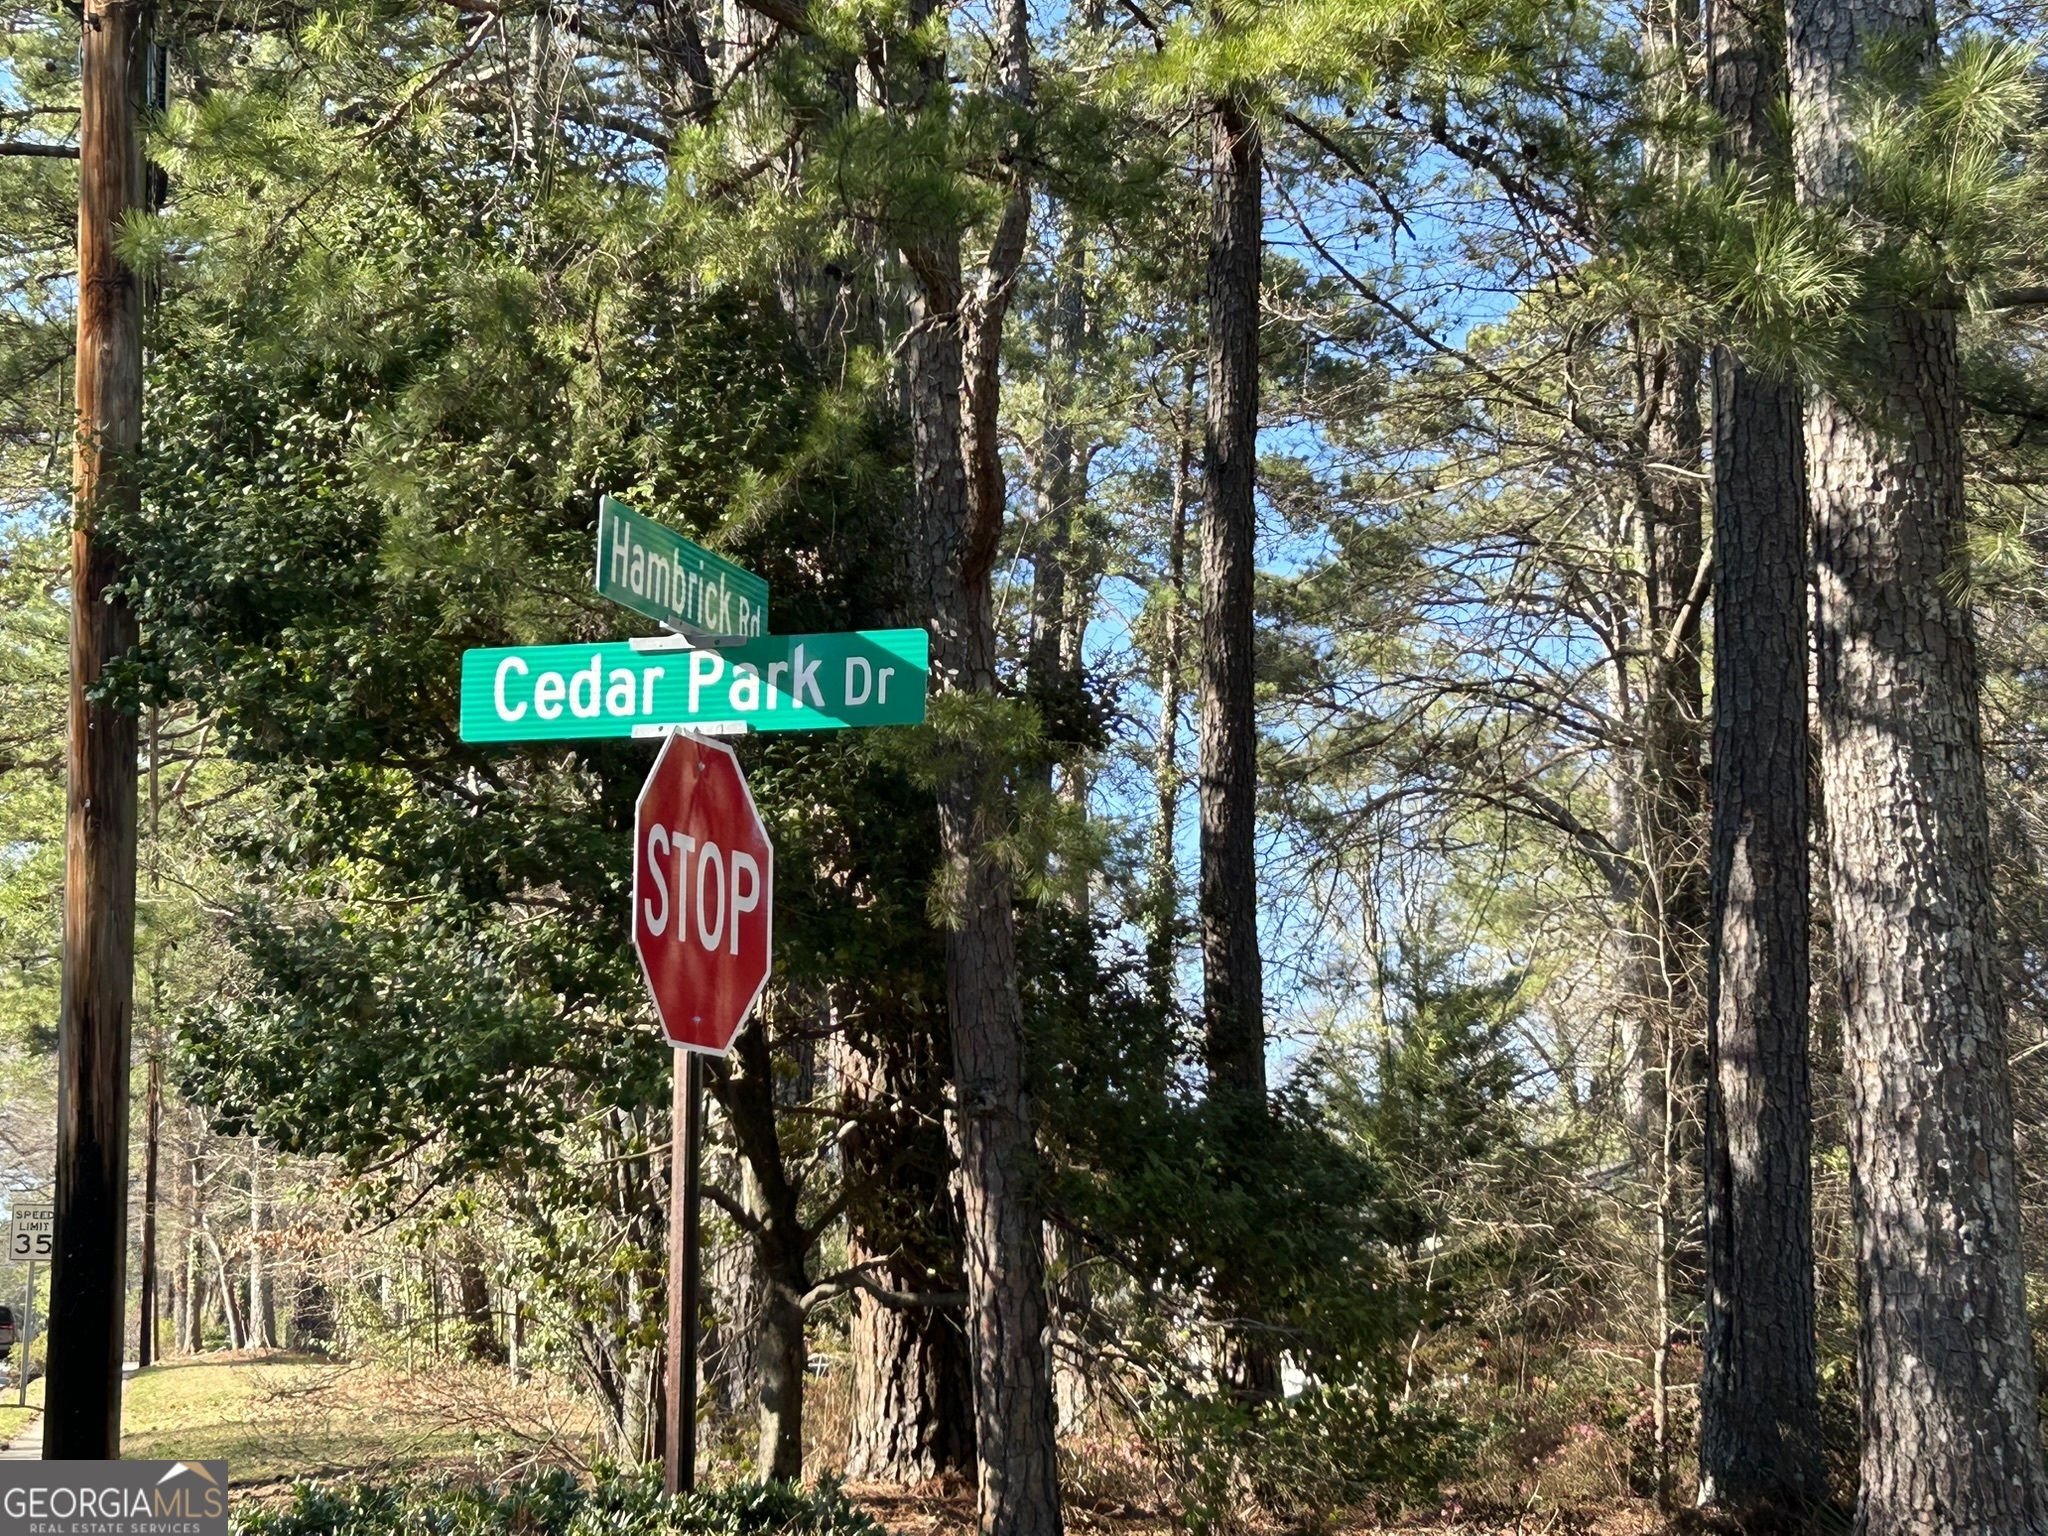 Hambrick Rd
Cedar Park Dr
STOP
SPEED
LIMIT
35
GEORGIAMLS
REAL ESTATE SERVICES